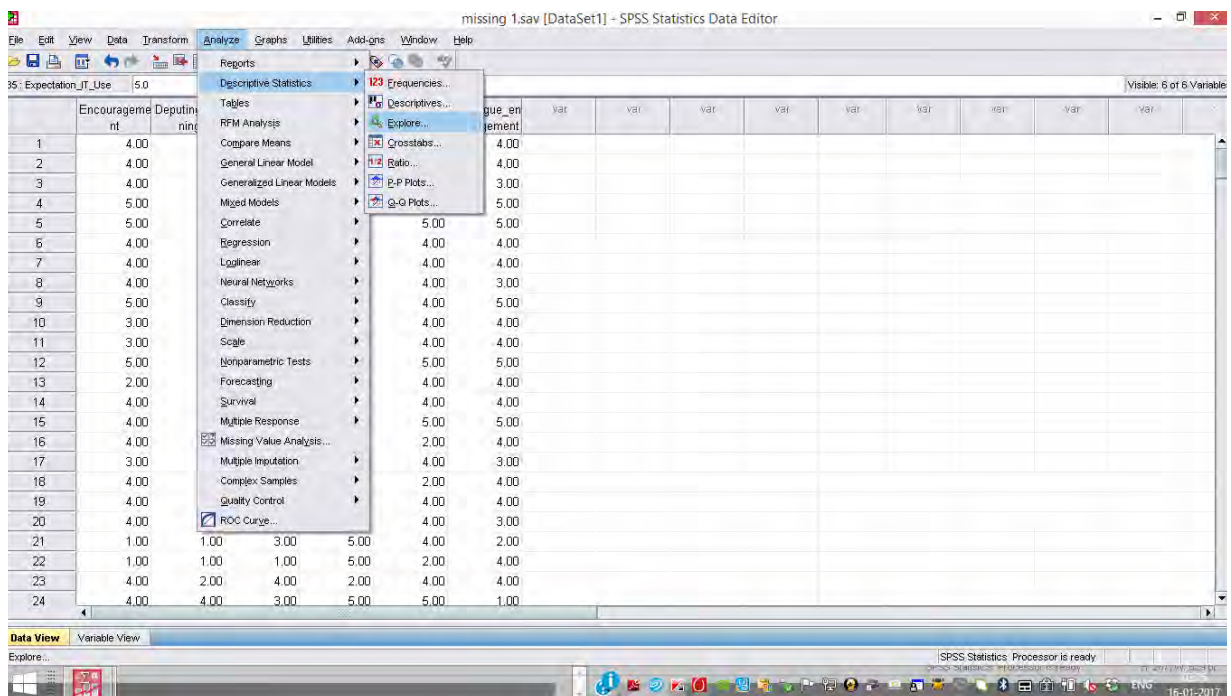 missing 1.sav [DataSet1] - SPSS Statistics Data Editor
File Edit View Data Transform Analyze Graphs Utilities Add-ons Window Help
35 : Expectation_IT_Use 5.0
Visible: 6 of 6 Variable
Reports
Descriptive Statistics
Tables
RFM Analysis
Compare Means
General Linear Model
Generalized Linear Models
Mixed Models
Correlate
Regression
Loglinear
Neural Networks
Classify
Dimension Reduction
Scale
Nonparametric Tests
Forecasting
Survival
Multiple Response
Missing Value Analysis...
Multiple Imputation
Complex Samples
Quality Control
ROC Curve...
123 Frequencies...
Descriptives...
Explore...
Crosstabs...
1/2 Ratio...
P-P Plots...
Q-Q Plots...
Encourageme Deputin gue_en var var var var var var var var var
nt ning gement
1 4.00 4.00
2 4.00 4.00
3 4.00 3.00
4 5.00 5.00
5 5.00 5.00 5.00
6 4.00 4.00 4.00
7 4.00 4.00 4.00
8 4.00 4.00 3.00
9 5.00 4.00 5.00
10 3.00 4.00 4.00
11 3.00 4.00 4.00
12 5.00 5.00 5.00
13 2.00 4.00 4.00
14 4.00 4.00 4.00
15 4.00 5.00 5.00
16 4.00 2.00 4.00
17 3.00 4.00 3.00
18 4.00 2.00 4.00
19 4.00 4.00 4.00
20 4.00 4.00 3.00
21 1.00 1.00 3.00 5.00 4.00 2.00
22 1.00 1.00 1.00 5.00 2.00 4.00
23 4.00 2.00 4.00 2.00 4.00 4.00
24 4.00 4.00 3.00 5.00 5.00 1.00
Data View Variable View
Explore...
SPSS Statistics Processor is ready
ENG
16-01-2017